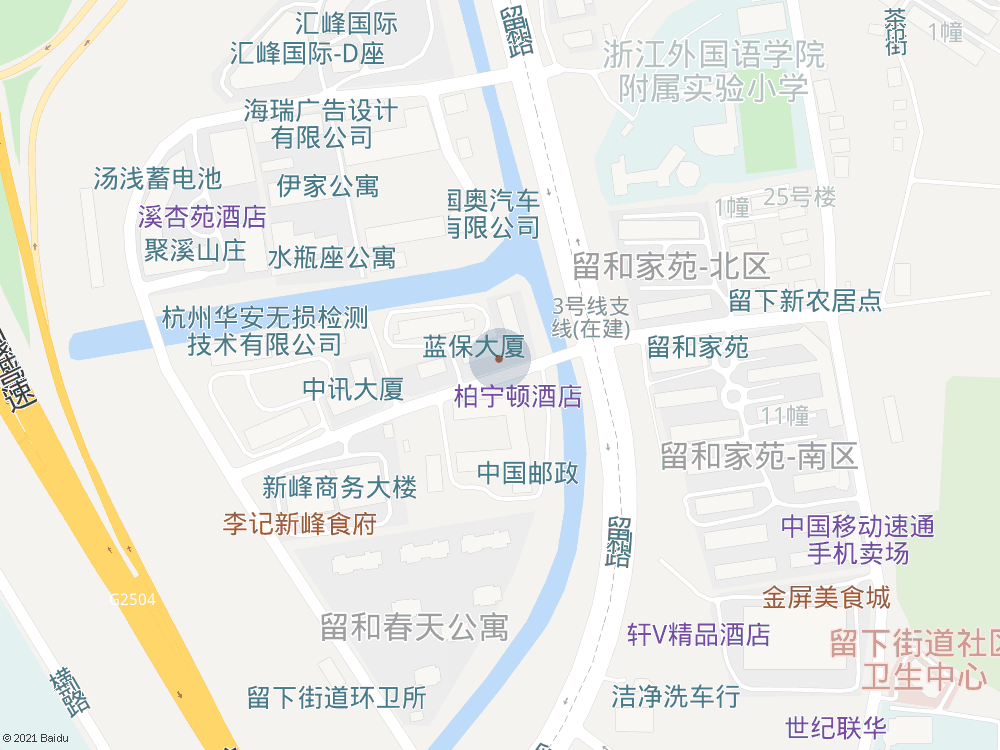 汇峰国际
留和路
茶市街
1幢
汇峰国际-D座
浙江外国语学院
附属实验小学
海瑞广告设计
有限公司
汤浅蓄电池
伊家公寓
国奥汽车
有限公司
25号楼
1幢
溪杏苑酒店
聚溪山庄
水瓶座公寓
留和家苑-北区
3号线支
线(在建)
留下新农居点
杭州华安无损检测
技术有限公司
蓝保大厦
留和家苑
高速
中讯大厦
柏宁顿酒店
11幢
留和家苑-南区
中国邮政
新峰商务大楼
李记新峰食府
留和路
中国移动速通
手机卖场
G2504
金屏美食城
留和春天公寓
轩V精品酒店
留下街道社区
卫生中心
横一路
留下街道环卫所
洁净洗车行
世纪联华
© 2021 Baidu